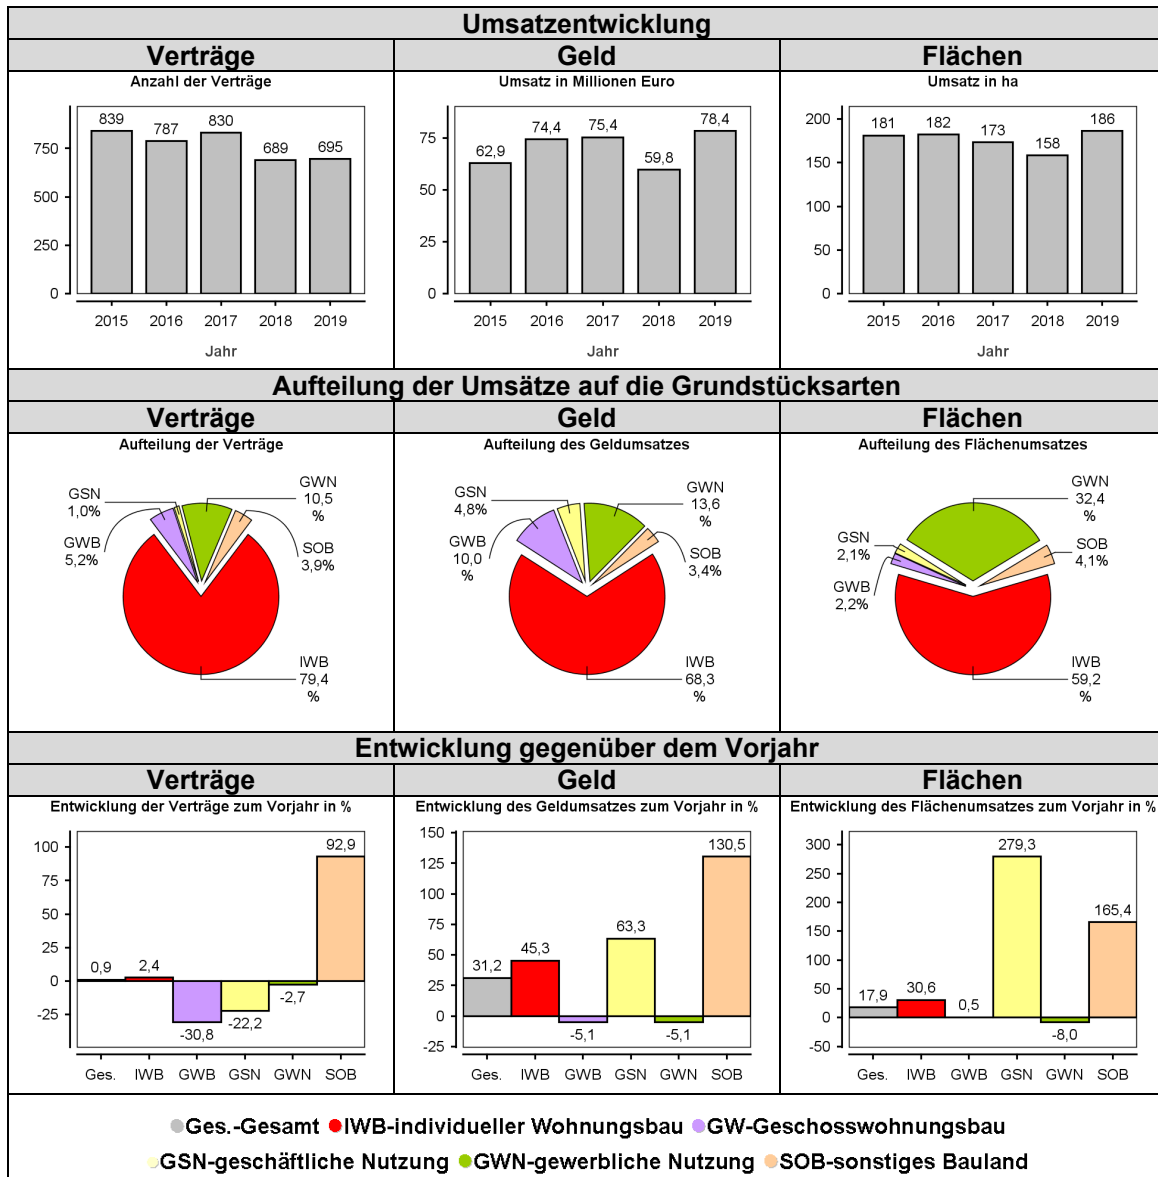 Umsatzentwicklung
Verträge
Geld
Flächen
Anzahl der Verträge
839
787
830
689
695
750
500
250
0
2015
2016
2017
2018
2019
Jahr
Umsatz in Millionen Euro
62,9
74,4
75,4
59,8
78,4
75
50
25
0
2015
2016
2017
2018
2019
Jahr
Umsatz in ha
181
182
173
158
186
200
150
100
50
0
2015
2016
2017
2018
2019
Jahr
Aufteilung der Umsätze auf die Grundstücksarten
Verträge
Geld
Flächen
Aufteilung der Verträge
GSN
1,0%
GWB
5,2%
GWN
10,5
%
SOB
3,9%
IWB
79,4
%
Aufteilung des Geldumsatzes
GSN
4,8%
GWB
10,0
%
GWN
13,6
%
SOB
3,4%
IWB
68,3
%
Aufteilung des Flächenumsatzes
GWN
32,4
%
GSN
2,1%
GWB
2,2%
SOB
4,1%
IWB
59,2
%
Entwicklung gegenüber dem Vorjahr
Verträge
Geld
Flächen
Entwicklung der Verträge zum Vorjahr in %
100
75
50
25
0
-25
0,9
2,4
-30,8
-22,2
-2,7
92,9
Ges.
IWB
GWB
GSN
GWN
SOB
Entwicklung des Geldumsatzes zum Vorjahr in %
150
125
100
75
50
25
0
-25
31,2
45,3
-5,1
63,3
-5,1
130,5
Ges.
IWB
GWB
GSN
GWN
SOB
Entwicklung des Flächenumsatzes zum Vorjahr in %
300
250
200
150
100
50
0
-50
17,9
30,6
0,5
279,3
-8,0
165,4
Ges.
IWB
GWB
GSN
GWN
SOB
Ges.-Gesamt IWB-individueller Wohnungsbau GW-Geschosswohnungsbau
GSN-geschäftliche Nutzung GWN-gewerbliche Nutzung SOB-sonstiges Bauland